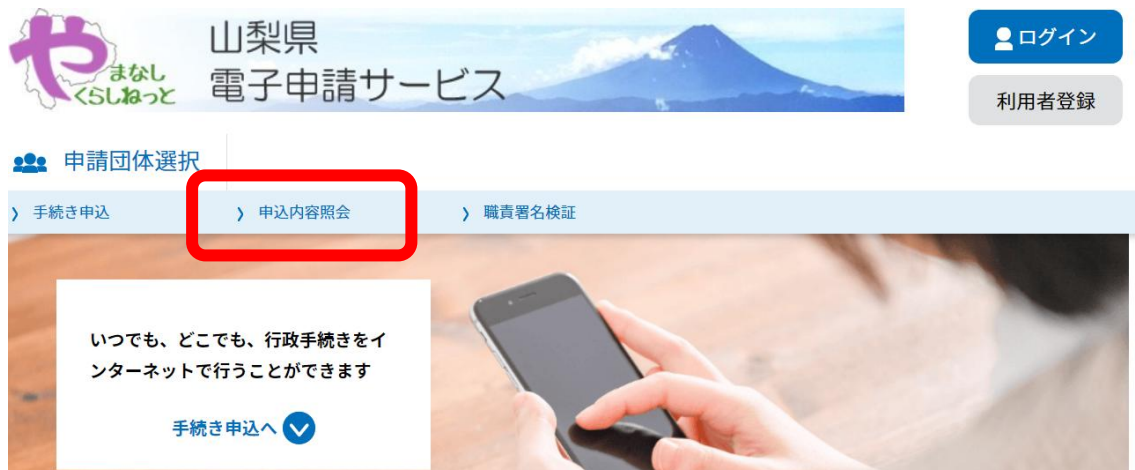 やまなし
くらしねっと
山梨県
電子申請サービス
ログイン
利用者登録
申請団体選択
手続き申込
申込内容照会
職責署名検証
いつでも、どこでも、行政手続きをイ
ンターネットで行うことができます
手続き申込へ